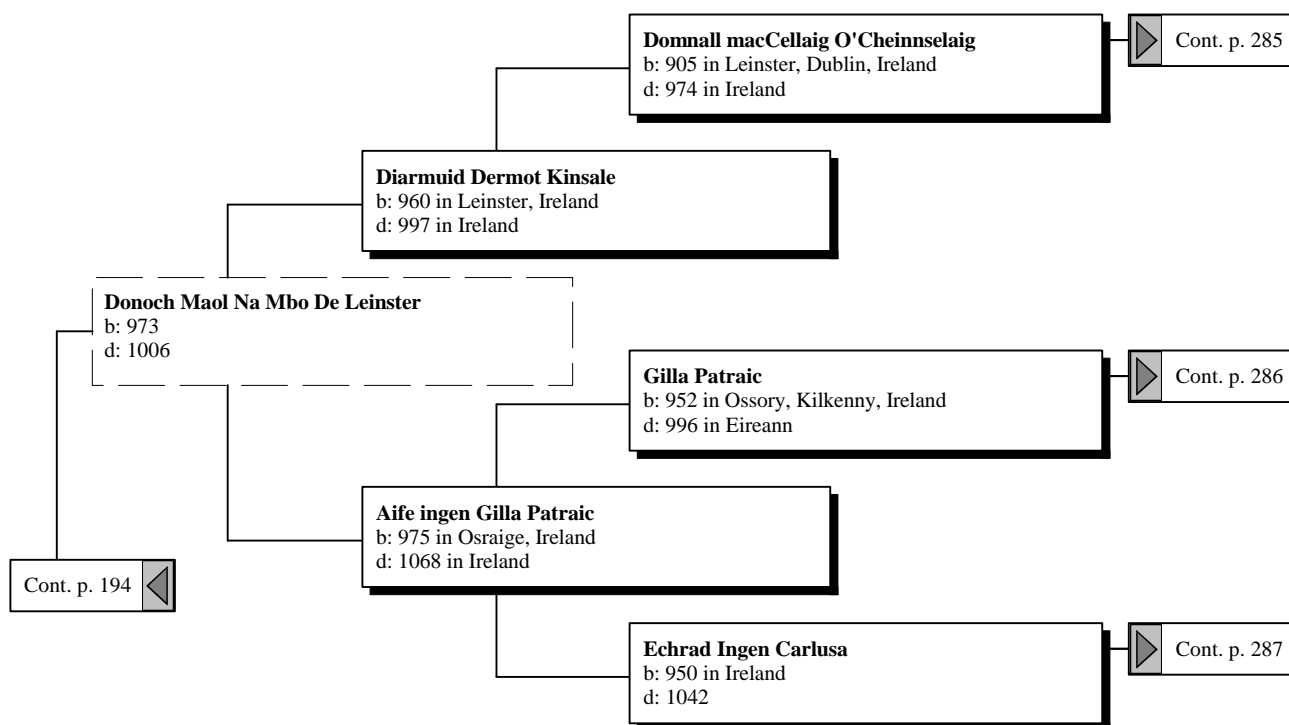 Domnall macCellaig O'Cheinnselaig
b: 905 in Leinster, Dublin, Ireland
d: 974 in Ireland
Cont. p. 285
Diarmuid Dermot Kinsale
b: 960 in Leinster, Ireland
d: 997 in Ireland
Donoch Maol Na Mbo De Leinster
b: 973
d: 1006
Gilla Patraic
b: 952 in Ossory, Kilkenny, Ireland
d: 996 in Eireann
Cont. p. 286
Aife ingen Gilla Patraic
b: 975 in Osraige, Ireland
d: 1068 in Ireland
Cont. p. 194
Echrad Ingen Carlusa
b: 950 in Ireland
d: 1042
Cont. p. 287